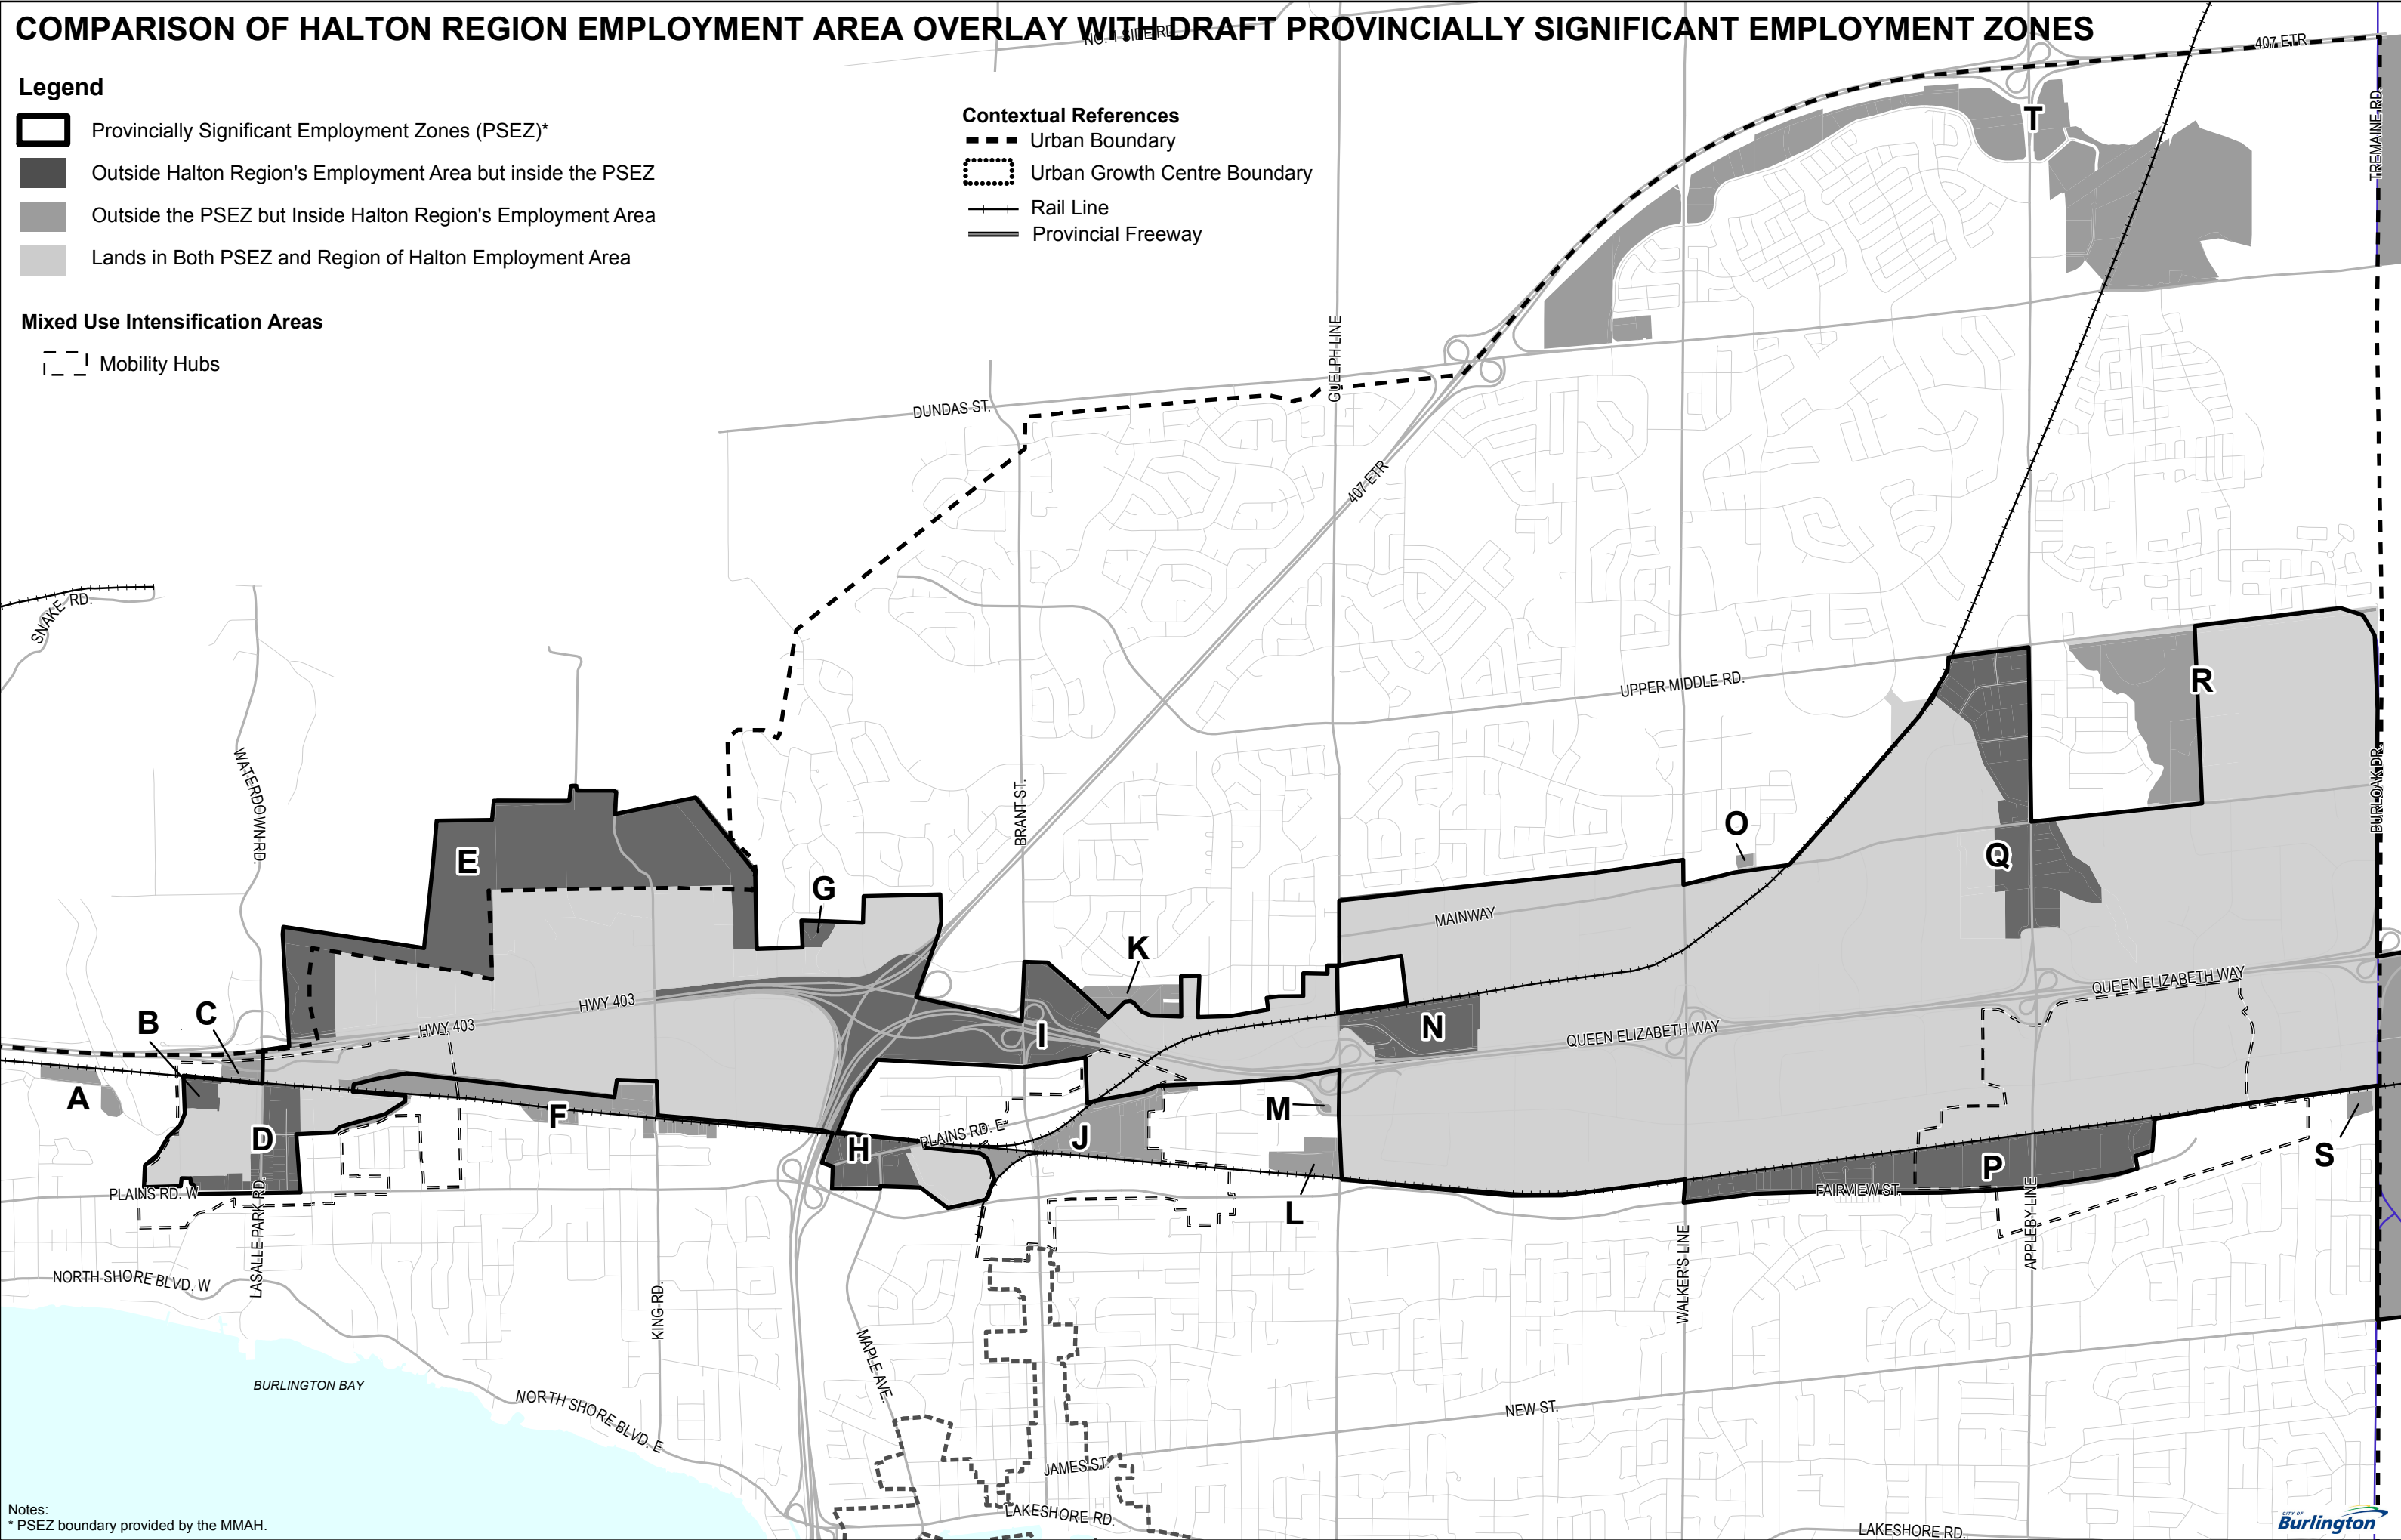 COMPARISON OF HALTON REGION EMPLOYMENT AREA OVERLAY WITH DRAFT PROVINCIALLY SIGNIFICANT EMPLOYMENT ZONES
NO. 1 SIDE RD.
407 ETR
Legend
Provincially Significant Employment Zones (PSEZ)*
Outside Halton Region's Employment Area but inside the PSEZ
Outside the PSEZ but Inside Halton Region's Employment Area
Lands in Both PSEZ and Region of Halton Employment Area
Mixed Use Intensification Areas
Mobility Hubs
Contextual References
Urban Boundary
Urban Growth Centre Boundary
Rail Line
Provincial Freeway
T
TREMAINE RD.
GUELPH LINE
DUNDAS ST.
407 ETR
SNAKE RD.
UPPER MIDDLE RD.
R
WATERDOWN RD.
BRANT ST.
BURLOAK DR.
O
E
Q
G
MAINWAY
K
QUEEN ELIZABETH WAY
HWY 403
HWY 403
B
C
I
N
QUEEN ELIZABETH WAY
A
F
M
D
PLAINS RD. E
J
H
S
P
PLAINS RD. W
FAIRVIEW ST.
L
LASALLE PARK RD.
APPLEBY LINE
WALKER'S LINE
NORTH SHORE BLVD. W
KING RD.
MAPLE AVE.
BURLINGTON BAY
NORTH SHORE BLVD. E
NEW ST.
JAMES ST.
LAKESHORE RD.
LAKESHORE RD.
Notes:
* PSEZ boundary provided by the MMAH.
CITY OF
Burlington